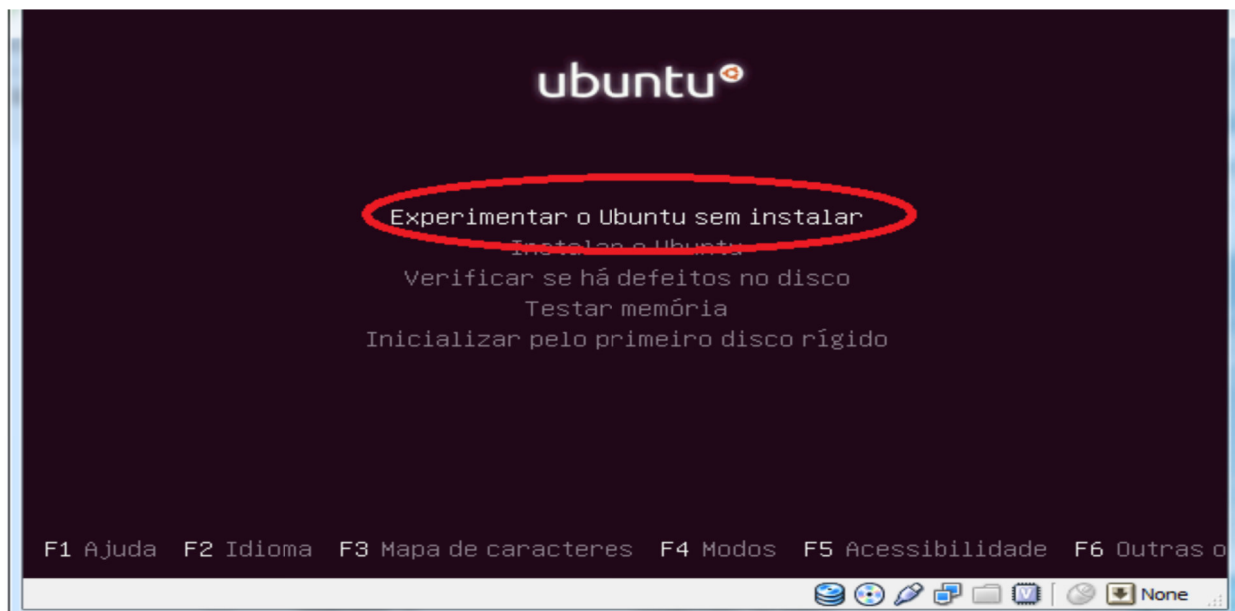 ubuntu
Experimentar o Ubuntu sem instalar
Instalar o Ubuntu
Verificar se há defeitos no disco
Testar memória
Inicializar pelo primeiro disco rígido
F1 Ajuda F2 Idioma F3 Mapa de caracteres F4 Modos F5 Acessibilidade F6 Outras o
None